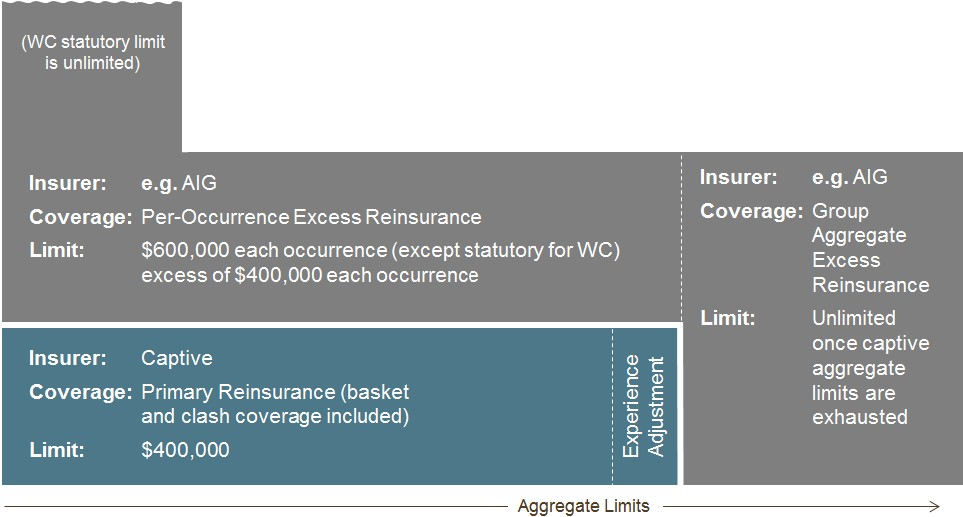 (WC statutory limit
is unlimited)
Insurer: e.g. AIG
Coverage: Per-Occurrence Excess Reinsurance
Limit: $600,000 each occurrence (except statutory for WC)
excess of $400,000 each occurrence
Insurer: e.g. AIG
Coverage: Group
Aggregate
Excess
Reinsurance
Limit: Unlimited
once captive
aggregate
limits are
exhausted
Insurer: Captive
Coverage: Primary Reinsurance (basket
and clash coverage included)
Limit: $400,000
Experience
Adjustment
Aggregate Limits